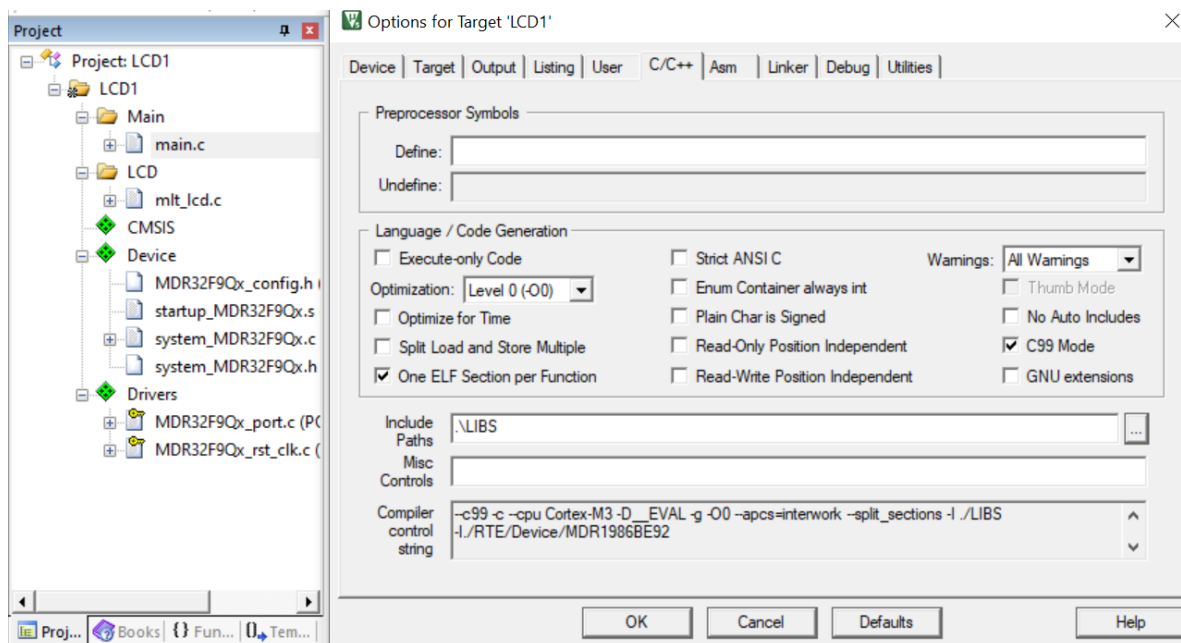 Project
Project: LCD1
LCD1
Main
main.c
LCD
mlt_lcd.c
CMSIS
Device
MDR32F9Qx_config.h (
startup_MDR32F9Qx.s
system_MDR32F9Qx.c
system_MDR32F9Qx.h
Drivers
MDR32F9Qx_port.c (PC
MDR32F9Qx_rst_clk.c (
Proj... Books {} Fun... 0 Tem...
Options for Target 'LCD1'
Device Target Output Listing User C/C++ Asm Linker Debug Utilities
Preprocessor Symbols
Define:
Undefine:
Language / Code Generation
Execute-only Code Strict ANSI C Warnings: All Warnings
Optimization: Level 0 (-O0) Enum Container always int Thumb Mode
Optimize for Time Plain Char is Signed No Auto Includes
Split Load and Store Multiple Read-Only Position Independent C99 Mode
One ELF Section per Function Read-Write Position Independent GNU extensions
Include
Paths
.\LIBS
...
Misc
Controls
Compiler
control
string
--c99 -c --cpu Cortex-M3 -D__EVAL -g -O0 --apcs=interwork --split_sections -I ./LIBS
-I./RTE/Device/MDR1986BE92
OK Cancel Defaults Help